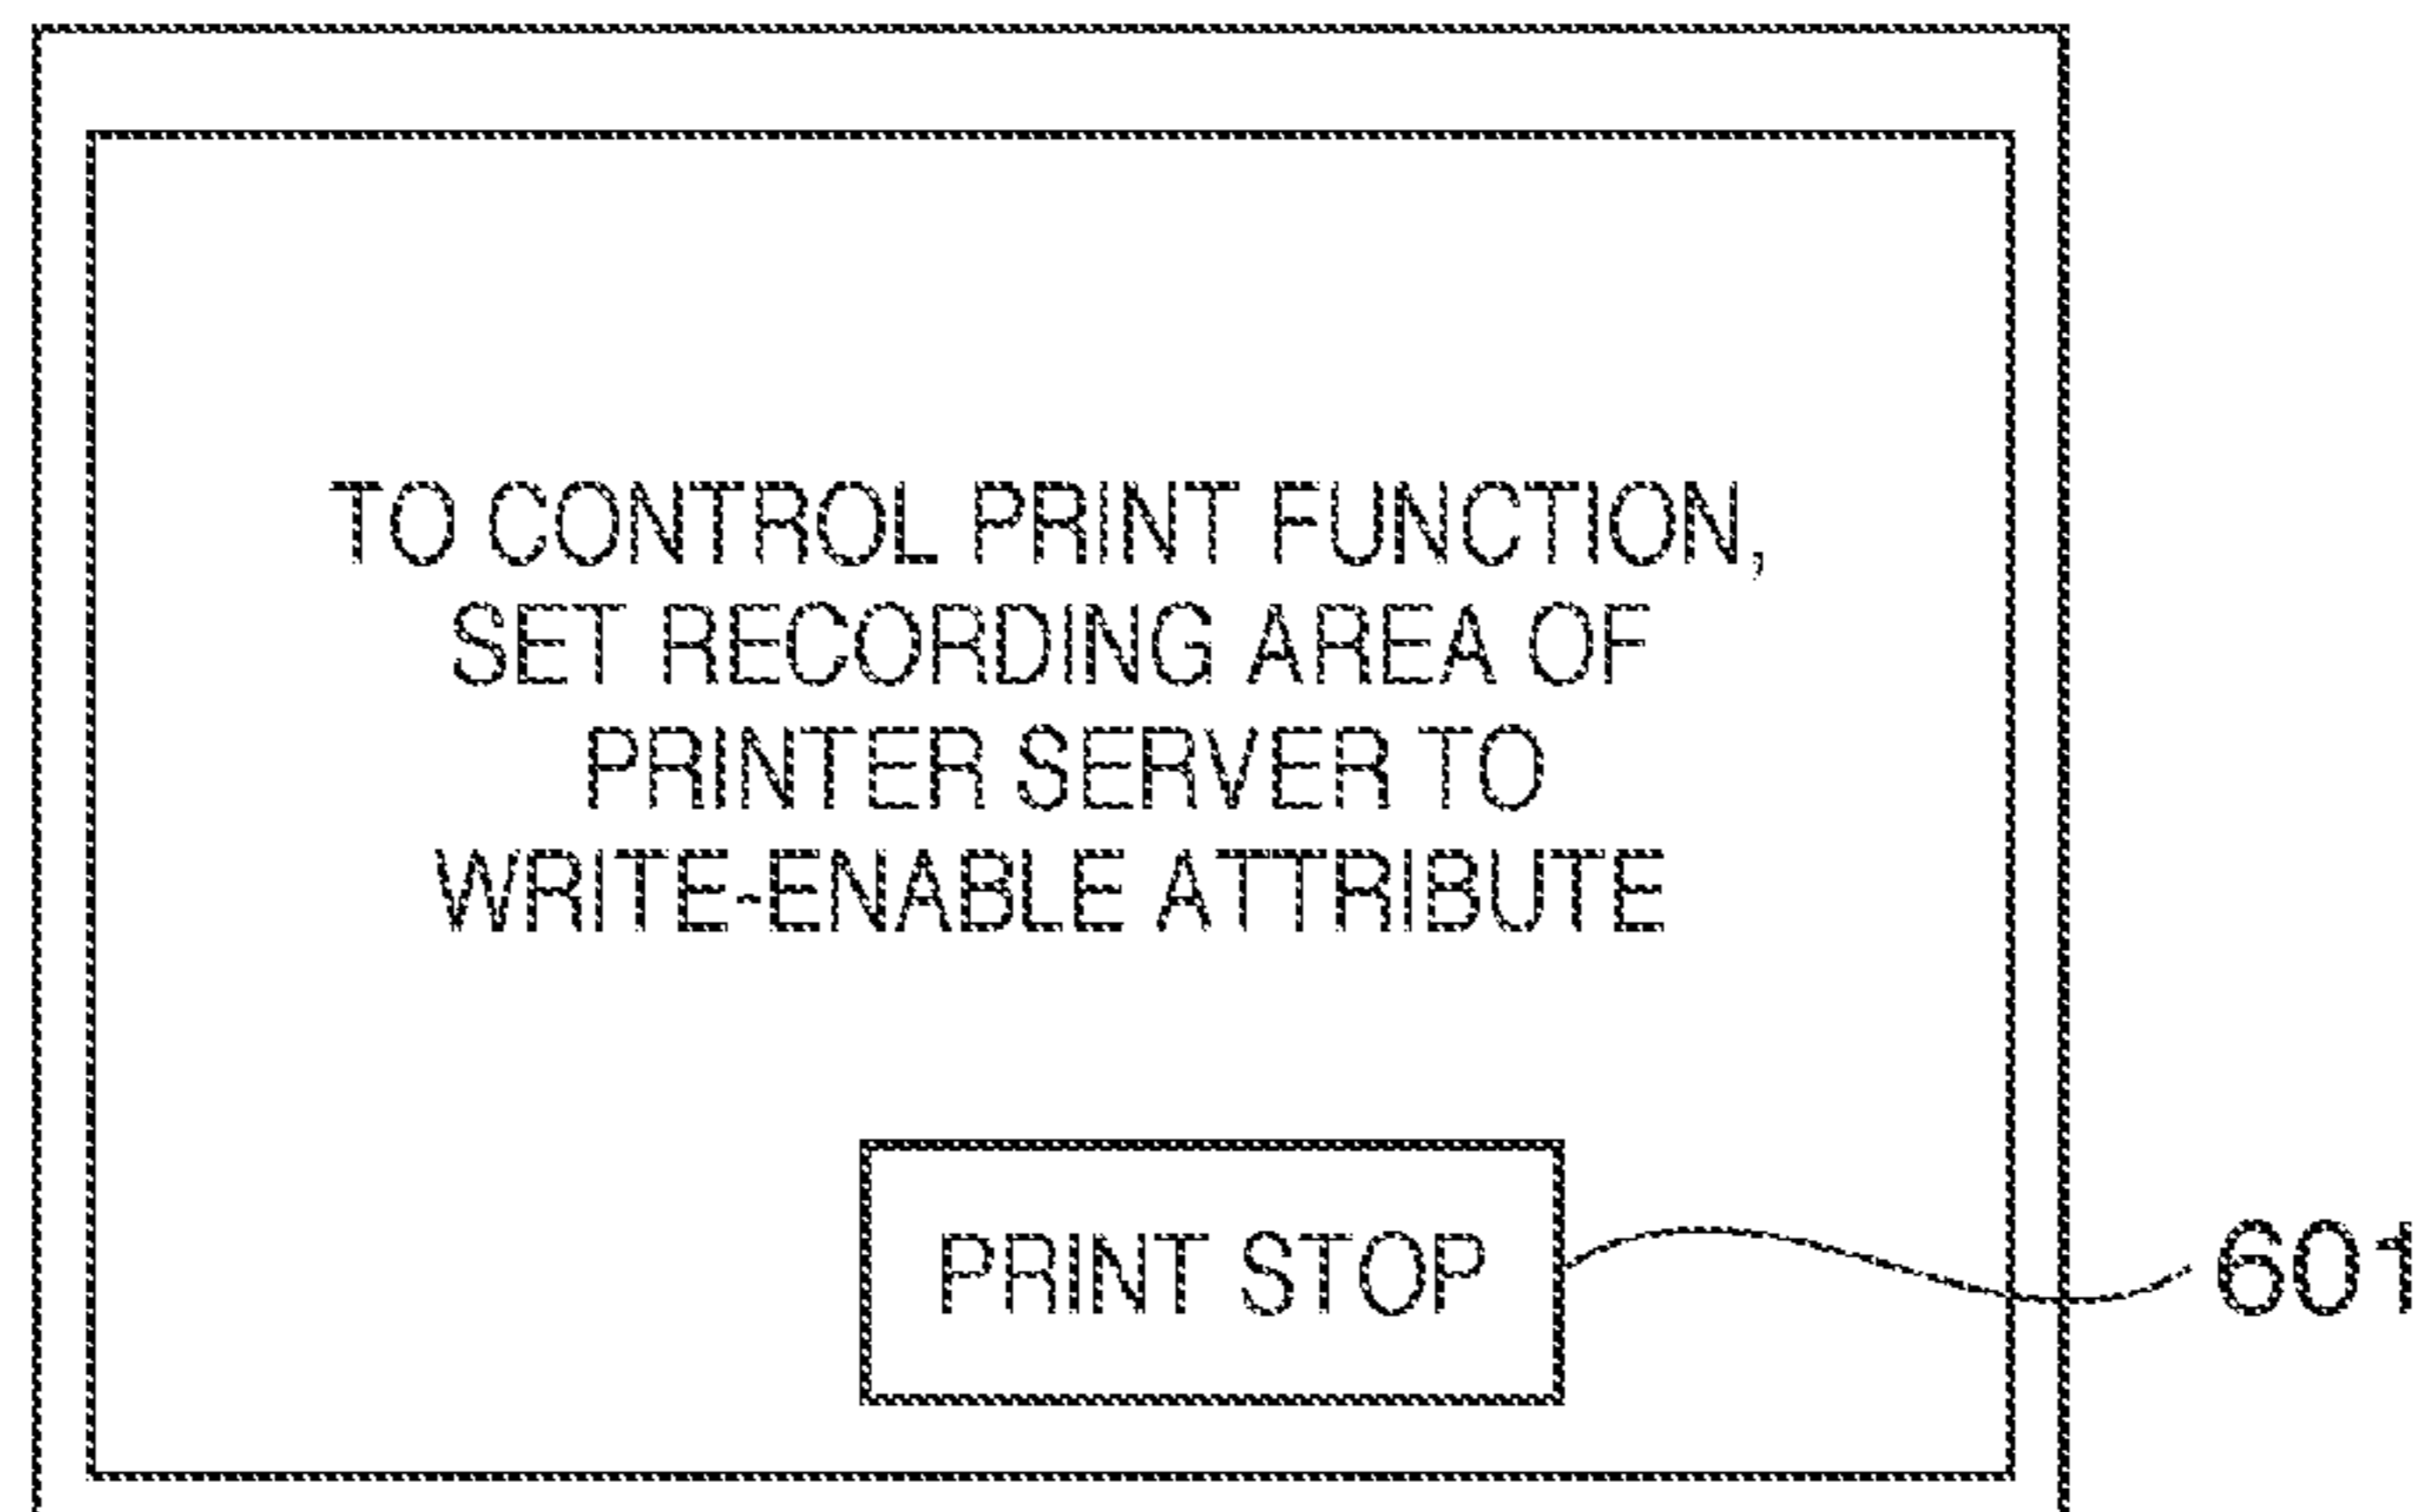 TO CONTROL PRINT FUNCTION,
SET RECORDING AREA OF
PRINTER SERVER TO
WRITE-ENABLE ATTRIBUTE
PRINT STOP
601